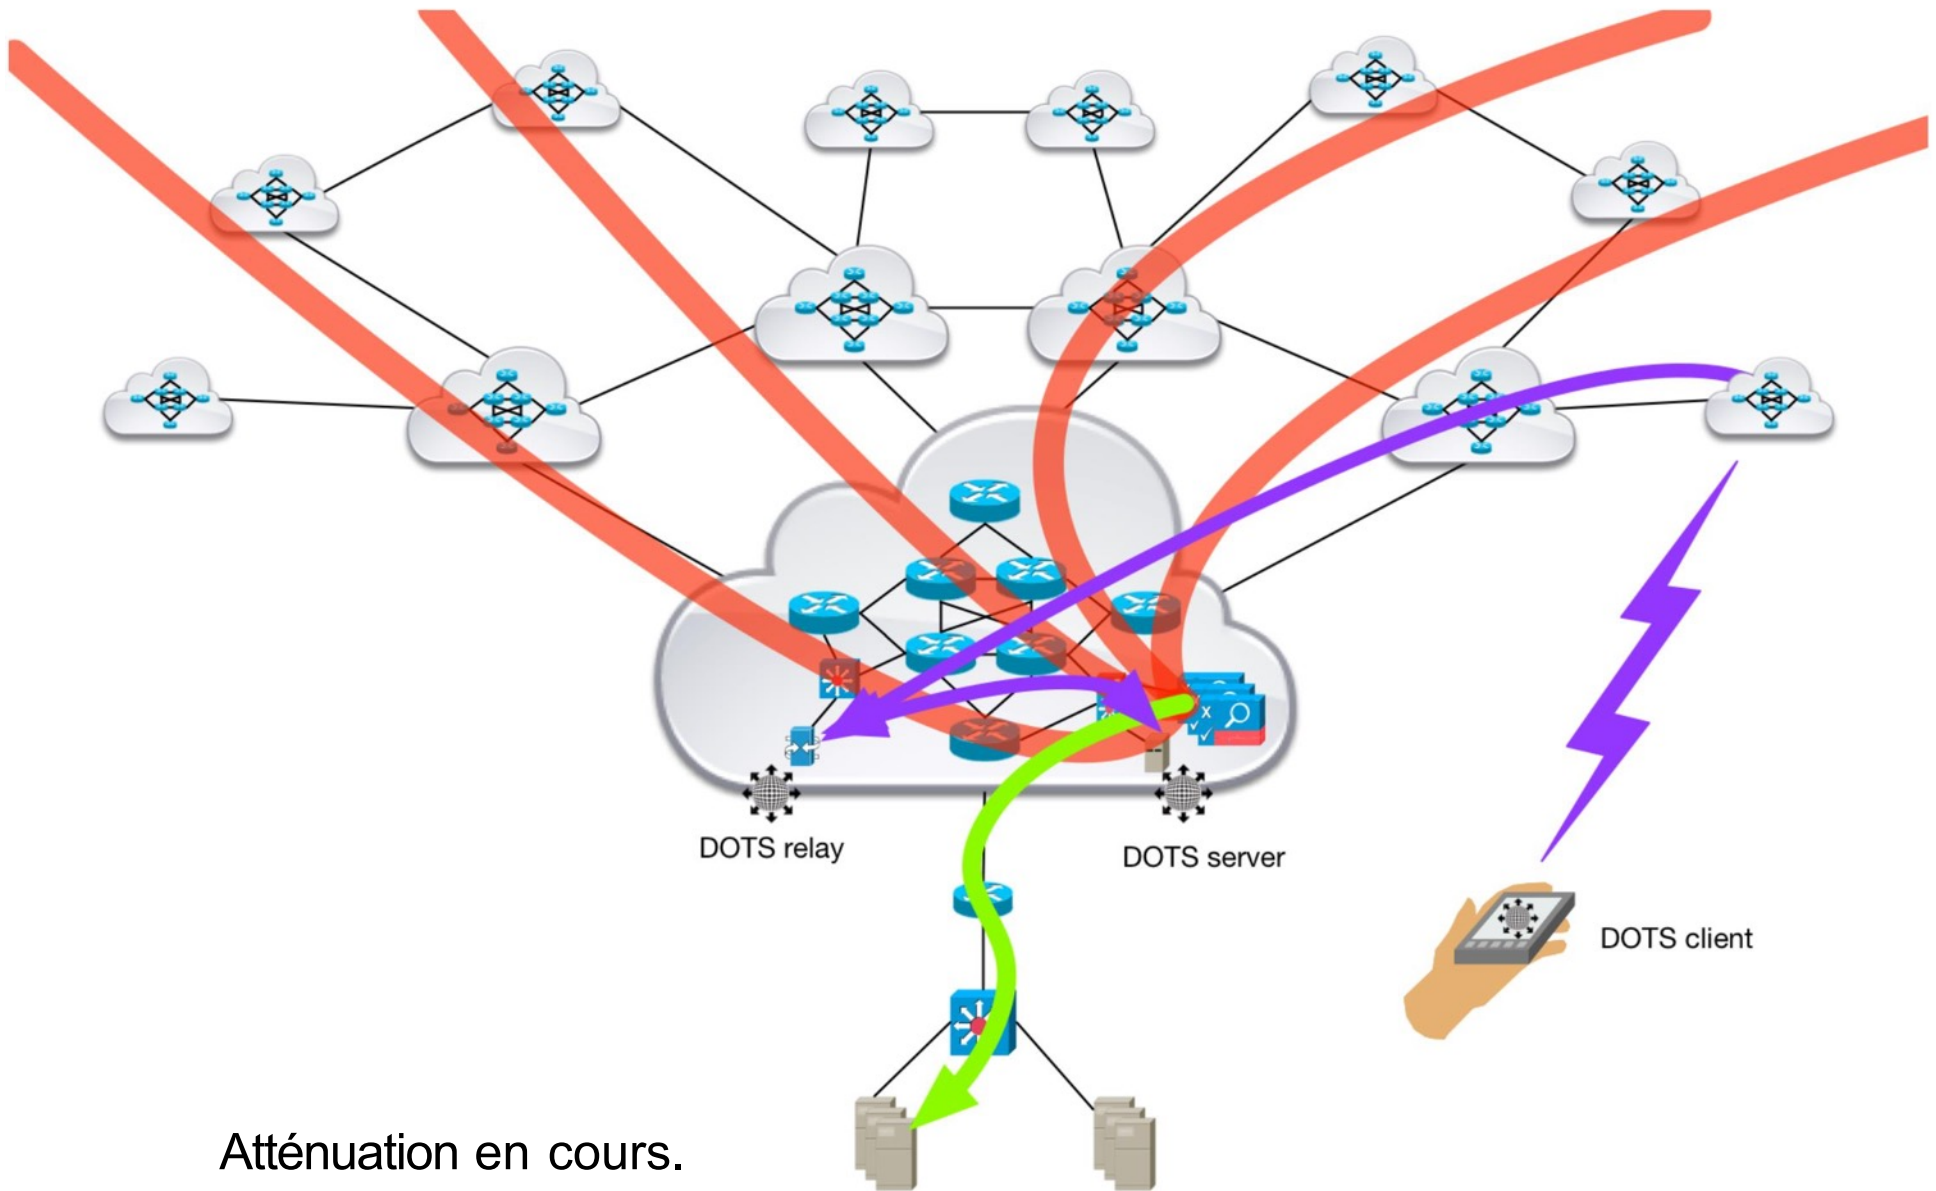 DOTS relay
DOTS server
DOTS client
Atténuation en cours.